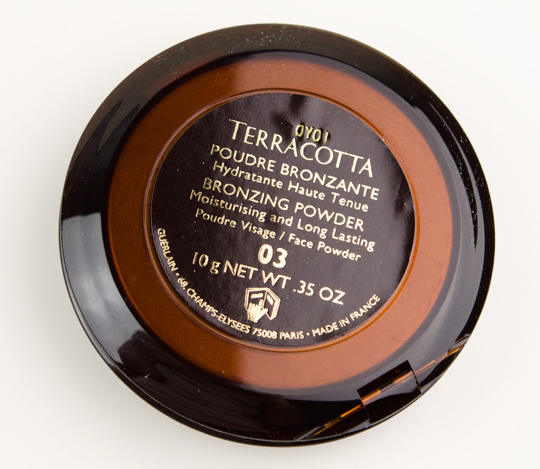 0Y01
TERRACOTTA
POUDRE BRONZANTE
Hydratante Haute Tenue
BRONZING POWDER
Moisturising and Long Lasting
Poudre Visage / Face Powder
03
10 g NET WT .35 OZ
GUERLAIN • 68, CHAMPS-ELYSEES 75008 PARIS • MADE IN FRANCE